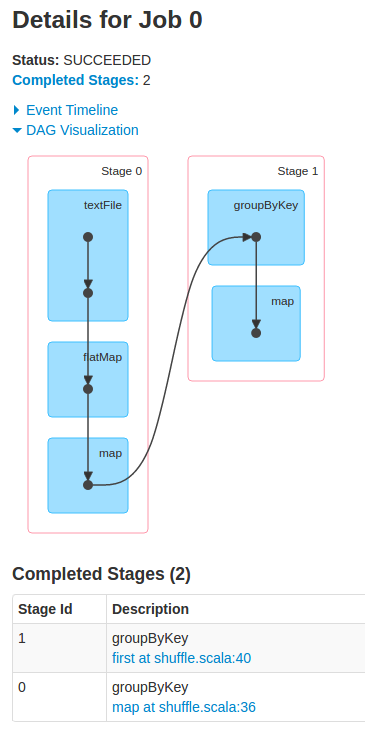 Details for Job 0
Status: SUCCEEDED
Completed Stages: 2
Event Timeline
DAG Visualization
Stage 0
textFile
flatMap
map
Stage 1
groupByKey
map
Completed Stages (2)
Stage Id Description
1 groupByKey
first at shuffle.scala:40
0 groupByKey
map at shuffle.scala:36